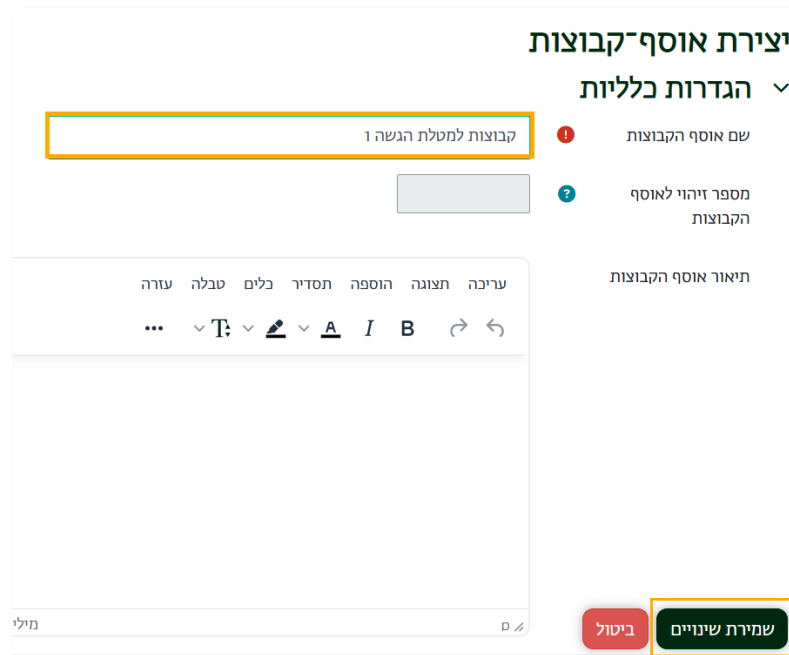 יצירת אוסף־קבוצות
הגדרות כלליות
שם אוסף הקבוצות
קבוצות למטלת הגשה 1
מספר זיהוי לאוסף
הקבוצות
תיאור אוסף הקבוצות
עריכה תצוגה הוספה תסדיר כלים טבלה עזרה
B I A
p
מילי
שמירת שינויים
ביטול